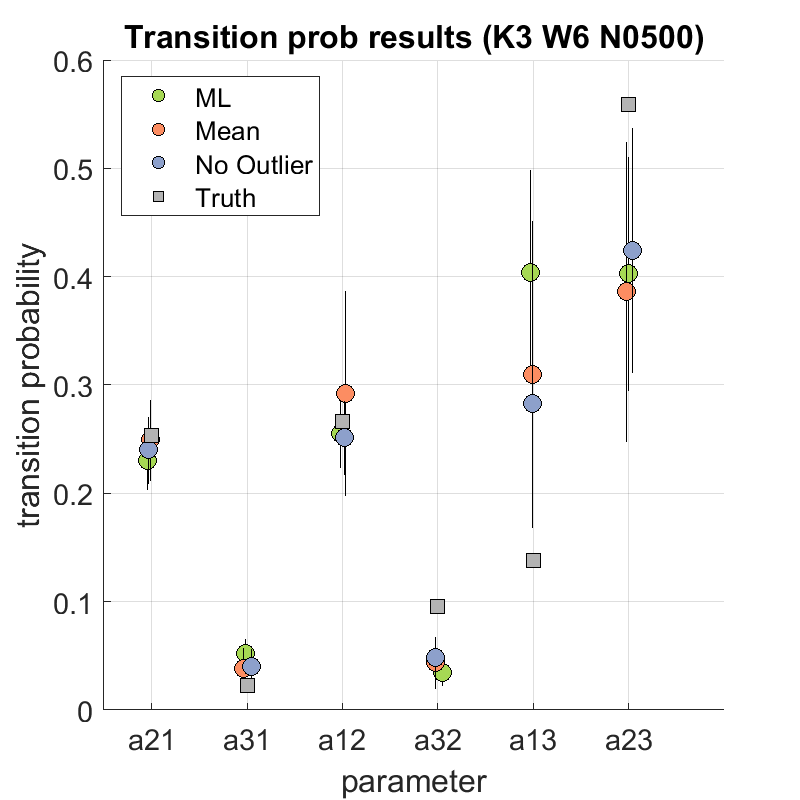 Transition prob results (K3 W6 N0500)
ML
Mean
No Outlier
Truth
0.6
0.5
0.4
0.3
0.2
0.1
0
transition probability
a21 a31 a12 a32 a13 a23
parameter